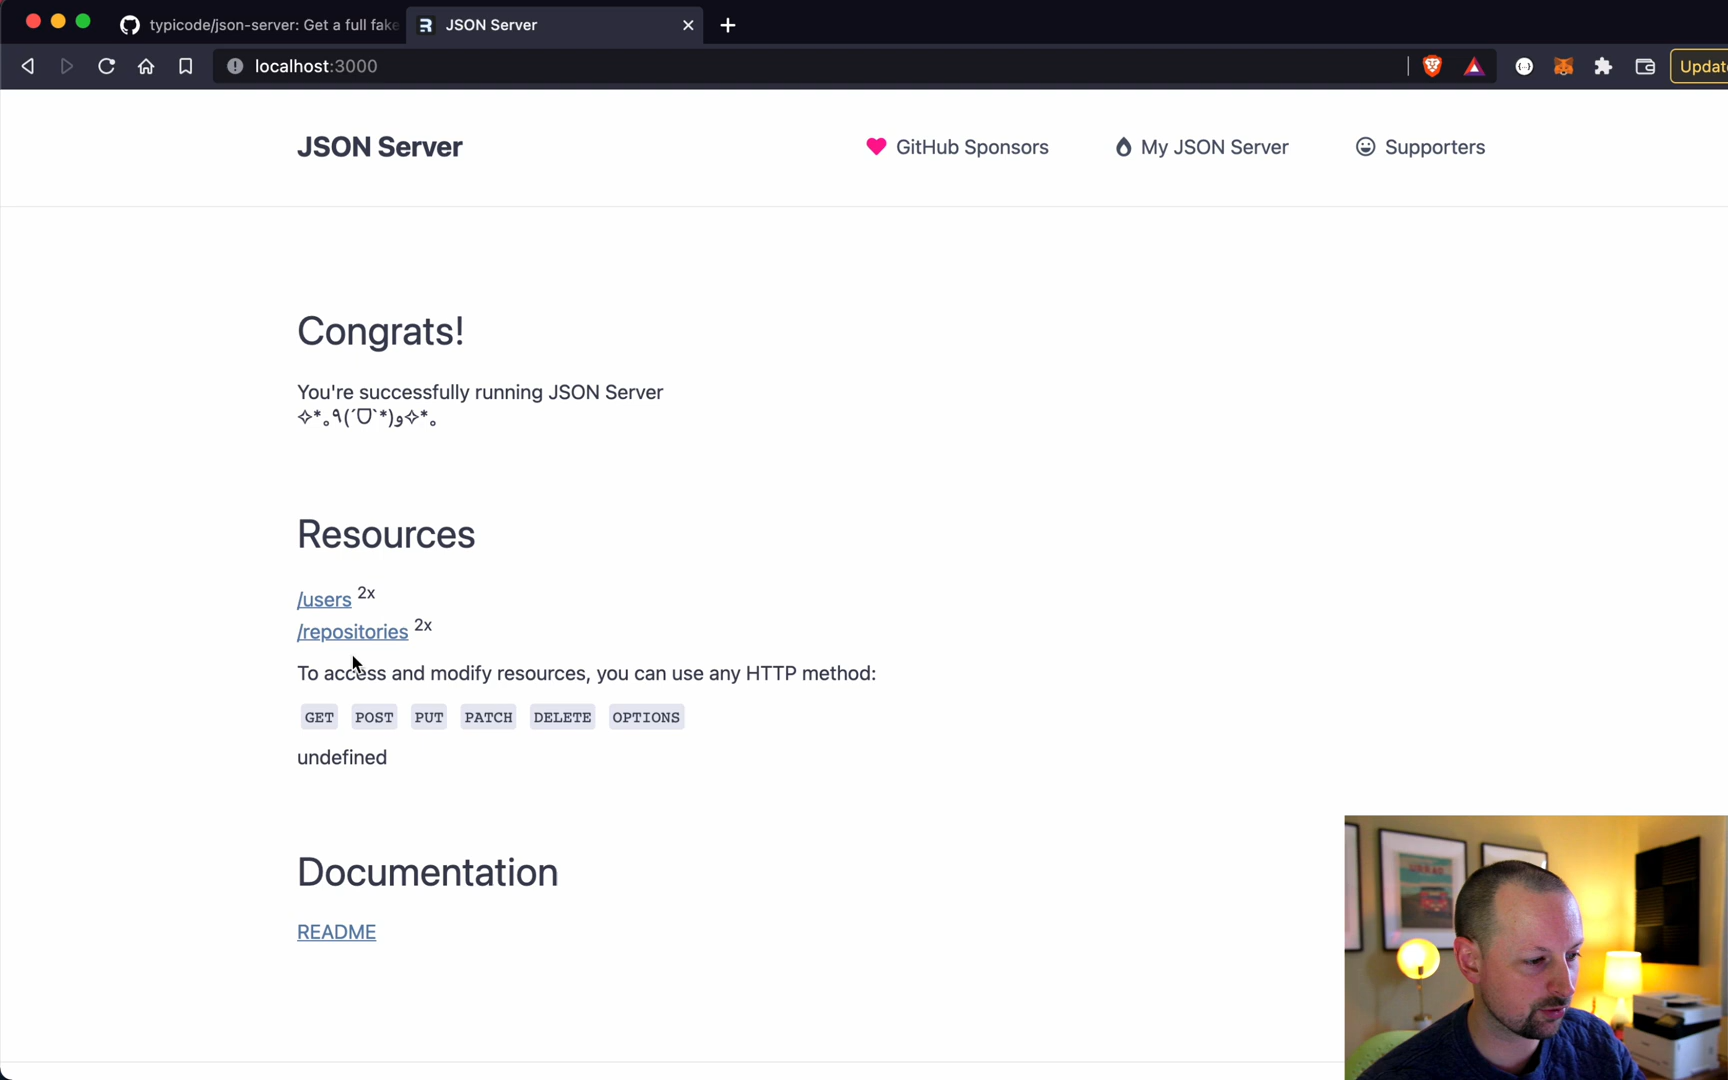 typicode/json-server: Get a full fake
JSON Server
localhost:3000
Updat
JSON Server
GitHub Sponsors
My JSON Server
Supporters
Congrats!
You're successfully running JSON Server
✧*｡٩(ˊᗜˋ*)و✧*｡
Resources
/users 2x
/repositories 2x
To access and modify resources, you can use any HTTP method:
GET POST PUT PATCH DELETE OPTIONS
undefined
Documentation
README